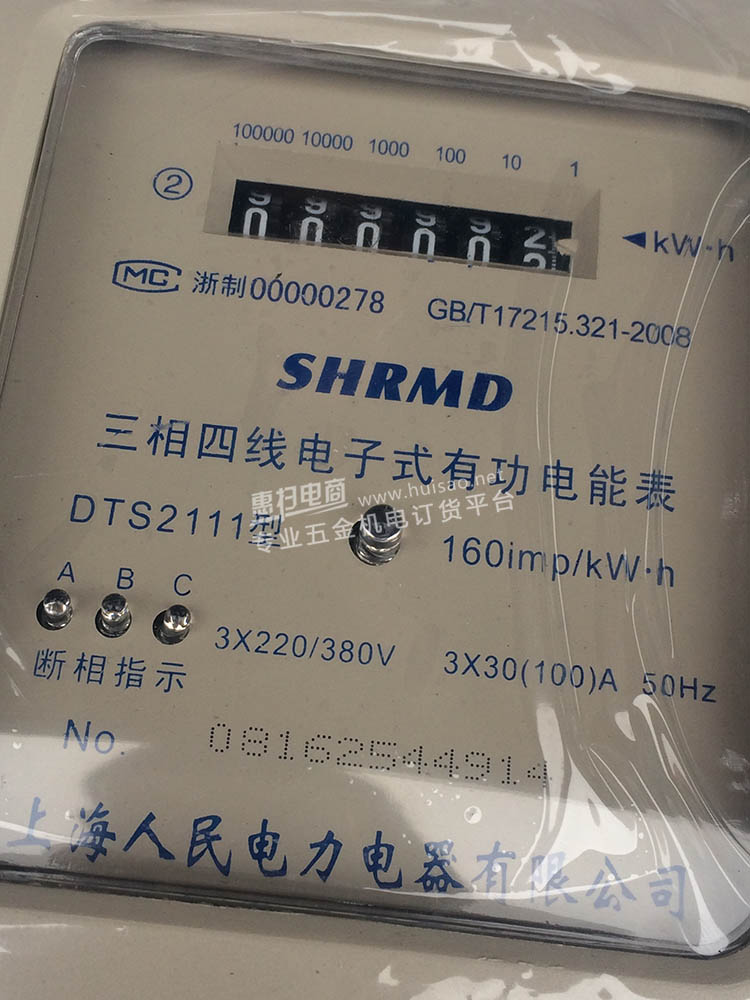 100000 10000 1000 100 10 1
② 000002 ◀kW·h
MC 浙制00000278 GB/T17215.321-2008
SHRMD
三相四线电子式有功电能表
惠扫电商 www.huisao.net
专业五金机电订货平台
DTS2111型 160imp/kW·h
A B C
3X220/380V 3X30(100)A 50Hz
断相指示
No. 08162544914
上海人民电力电器有限公司